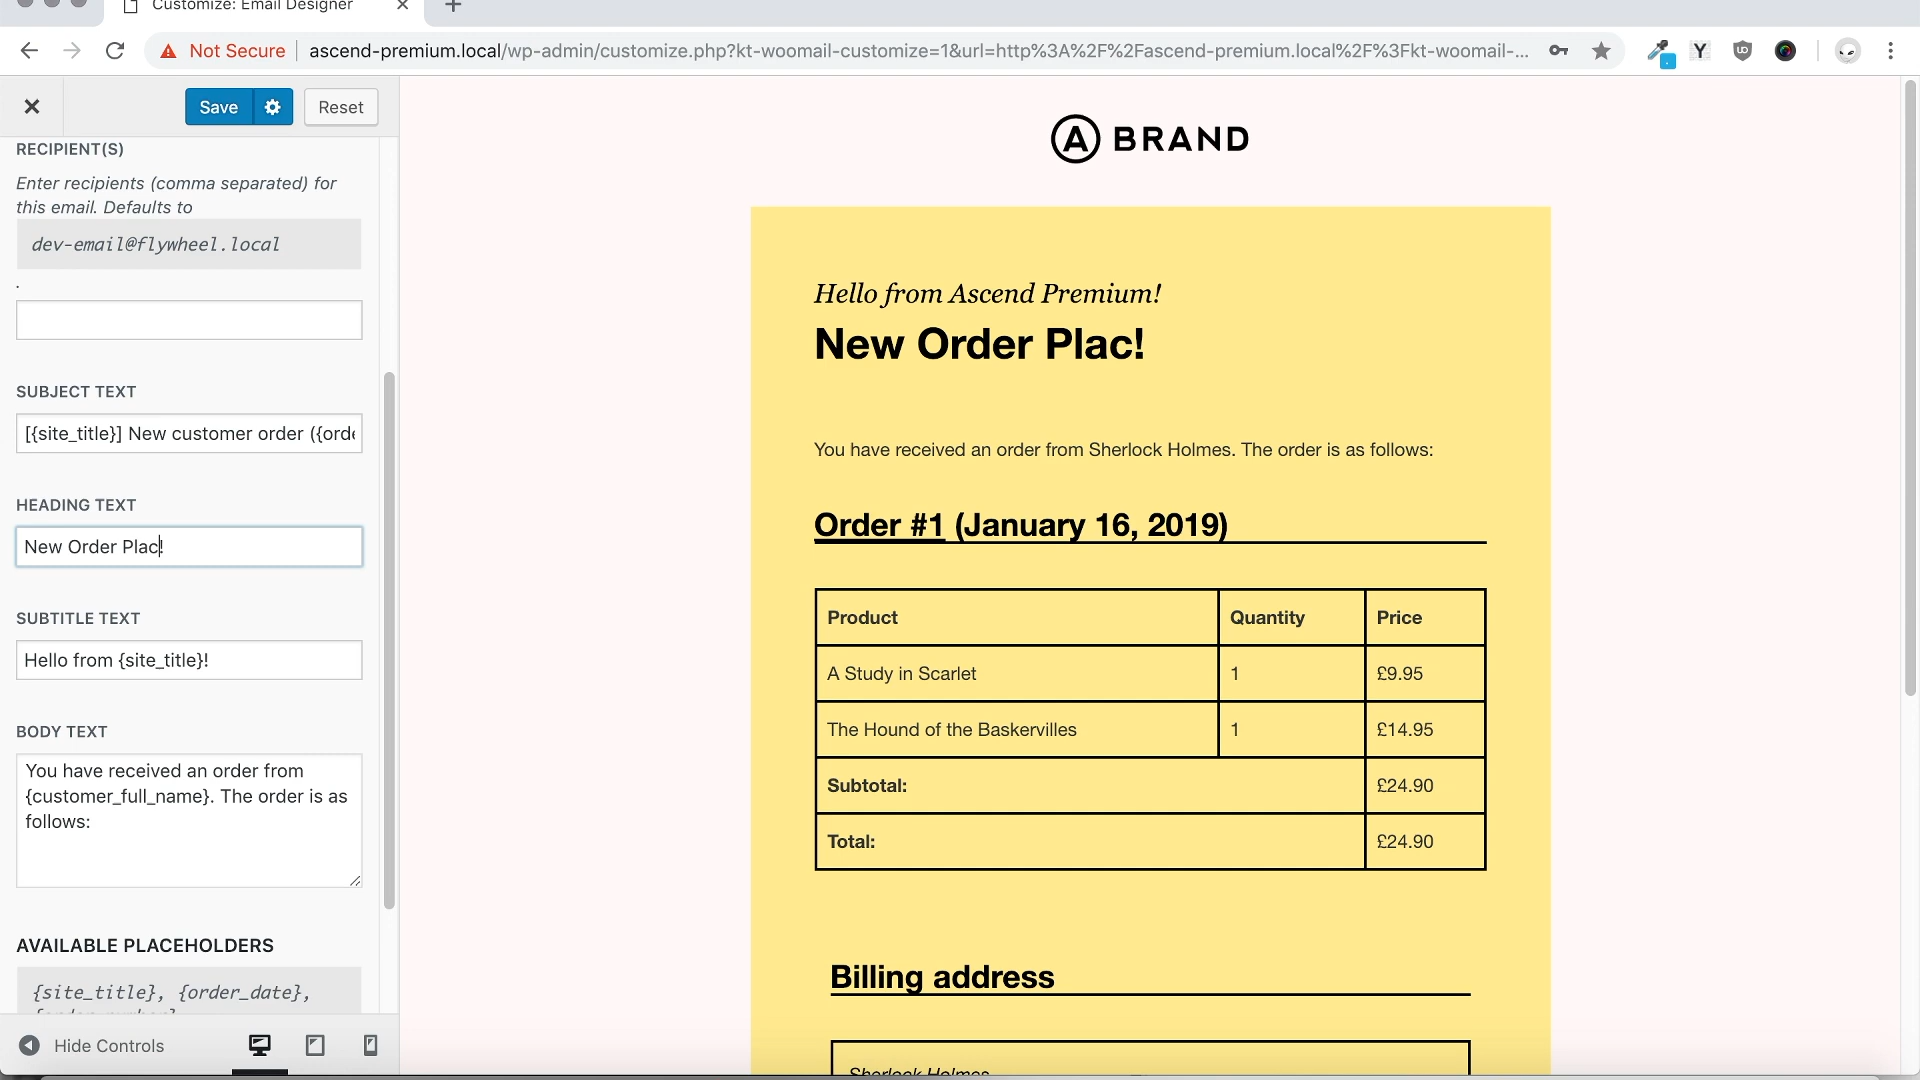 Customize: Email Designer
Not Secure
ascend-premium.local/wp-admin/customize.php?kt-woomail-customize=1&url=http%3A%2F%2Fascend-premium.local%2F%3Fkt-woomail-...
Save
Reset
RECIPIENT(S)
Enter recipients (comma separated) for
this email. Defaults to
dev-email@flywheel.local
.
SUBJECT TEXT
[{site_title}] New customer order ({orde
HEADING TEXT
New Order Plac!
SUBTITLE TEXT
Hello from {site_title}!
BODY TEXT
You have received an order from
{customer_full_name}. The order is as
follows:
AVAILABLE PLACEHOLDERS
{site_title}, {order_date},
Hide Controls
A BRAND
Hello from Ascend Premium!
New Order Plac!
You have received an order from Sherlock Holmes. The order is as follows:
Order #1 (January 16, 2019)
Product Quantity Price
A Study in Scarlet 1 £9.95
The Hound of the Baskervilles 1 £14.95
Subtotal: £24.90
Total: £24.90
Billing address
Sherlock Holmes